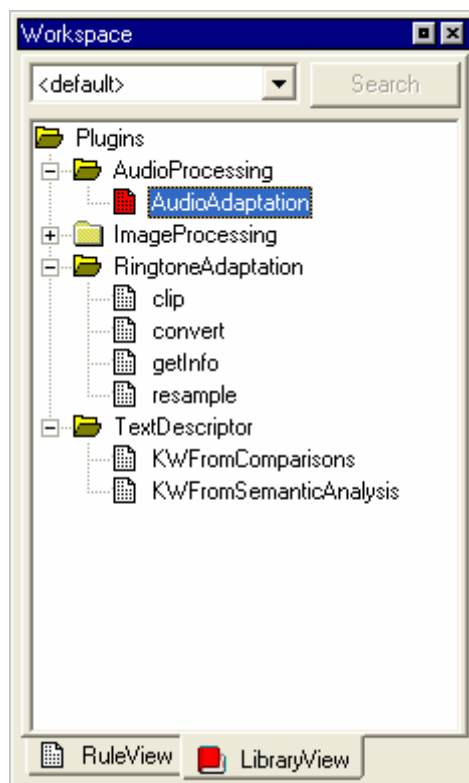 Workspace
<default> Search
Plugins
AudioProcessing
AudioAdaptation
ImageProcessing
RingtoneAdaptation
clip
convert
getInfo
resample
TextDescriptor
KWFromComparisons
KWFromSemanticAnalysis
RuleView LibraryView